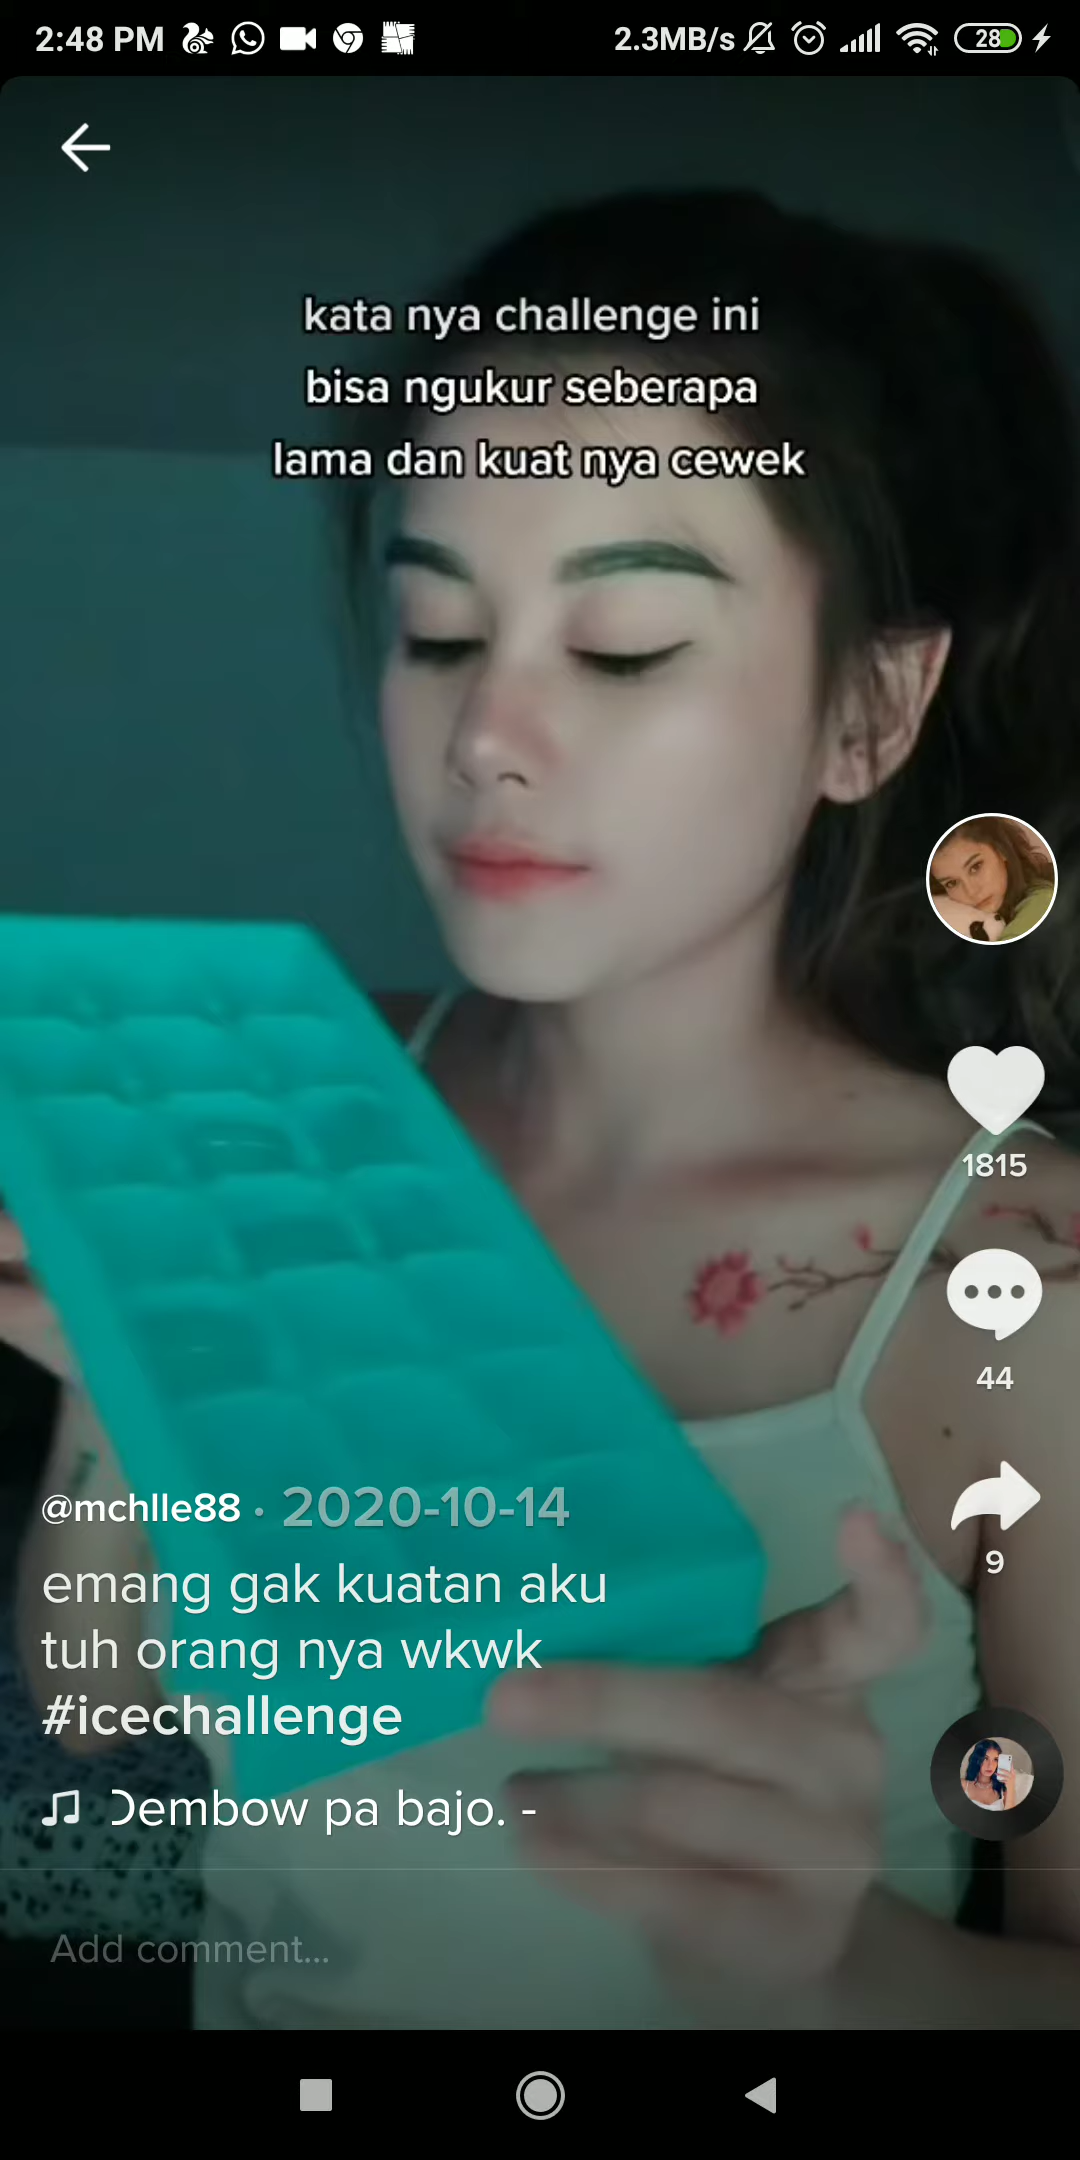 2:48 PM 2.3MB/s 28
kata nya challenge ini
bisa ngukur seberapa
lama dan kuat nya cewek
1815
44
@mchlle88 · 2020-10-14
9
emang gak kuatan aku
tuh orang nya wkwk
#icechallenge
Dembow pa bajo. -
Add comment...